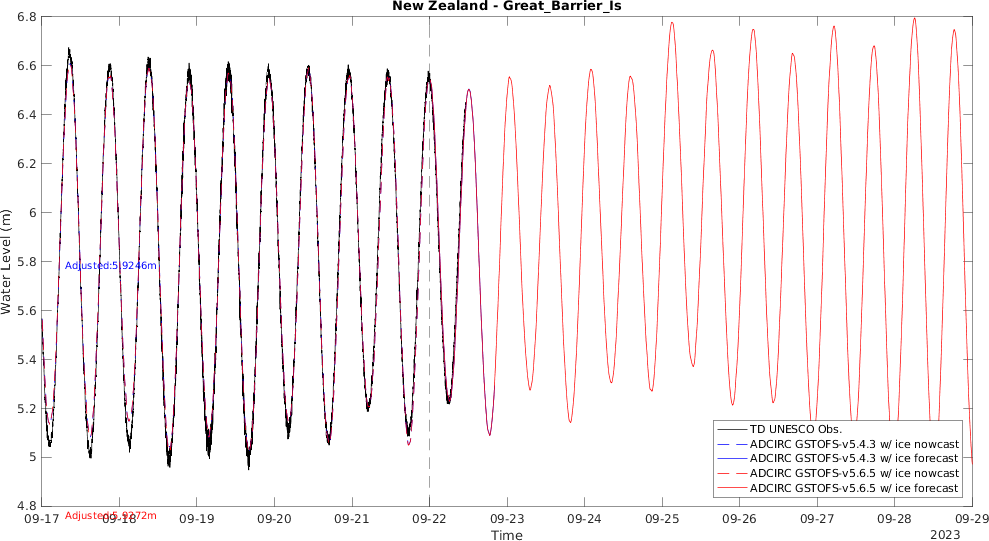 New Zealand - Great_Barrier_Is
6.8
6.6
6.4
6.2
6
5.8
5.6
5.4
5.2
5
4.8
Water Level (m)
Adjusted:5.9246m
Adjusted:5.9272m
TD UNESCO Obs.
ADCIRC GSTOFS-v5.4.3 w/ ice nowcast
ADCIRC GSTOFS-v5.4.3 w/ ice forecast
ADCIRC GSTOFS-v5.6.5 w/ ice nowcast
ADCIRC GSTOFS-v5.6.5 w/ ice forecast
09-17 09-18 09-19 09-20 09-21 09-22 09-23 09-24 09-25 09-26 09-27 09-28 09-29
Time
2023